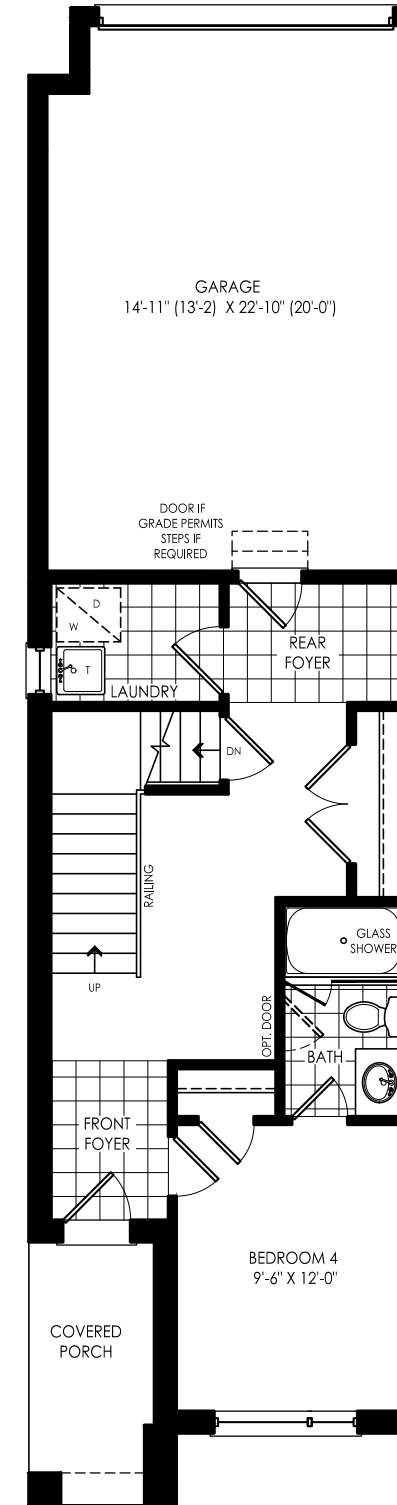 GARAGE
14'-11" (13'-2) X 22'-10" (20'-0")
DOOR IF
GRADE PERMITS
STEPS IF
REQUIRED
D
W
T
LAUNDRY
REAR
FOYER
DN
RAILING
UP
GLASS
SHOWER
OPT. DOOR
BATH
FRONT
FOYER
BEDROOM 4
9'-6" X 12'-0"
COVERED
PORCH